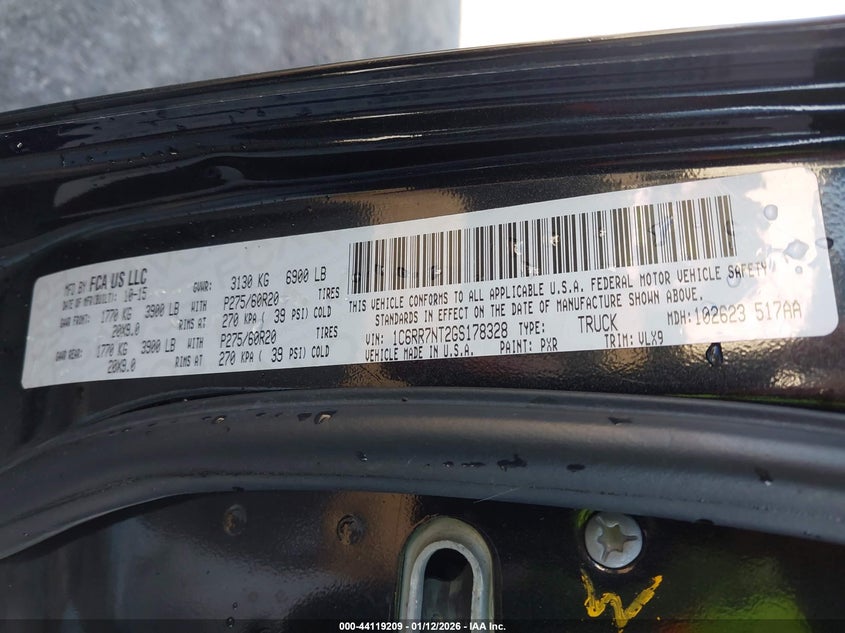 MFD BY FCA US LLC
DATE OF MFR(BUILT): 10-15 GVWR: 3130 KG 6900 LB
GAWR FRONT: 1770 KG 3900 LB WITH P275/60R20 TIRES
20X9.0 RIMS AT 270 KPA ( 39 PSI) COLD
GAWR REAR: 1770 KG 3900 LB WITH P275/60R20 TIRES
20X9.0 RIMS AT 270 KPA ( 39 PSI) COLD
THIS VEHICLE CONFORMS TO ALL APPLICABLE U.S.A. FEDERAL MOTOR VEHICLE SAFETY
STANDARDS IN EFFECT ON THE DATE OF MANUFACTURE SHOWN ABOVE.
VIN: 1C6RR7NT2GS178328 TYPE: TRUCK MDH: 102623 517AA
VEHICLE MADE IN U.S.A. PAINT: PXR TRIM: VLX9
000-44119209 - 01/12/2026 - IAA Inc.